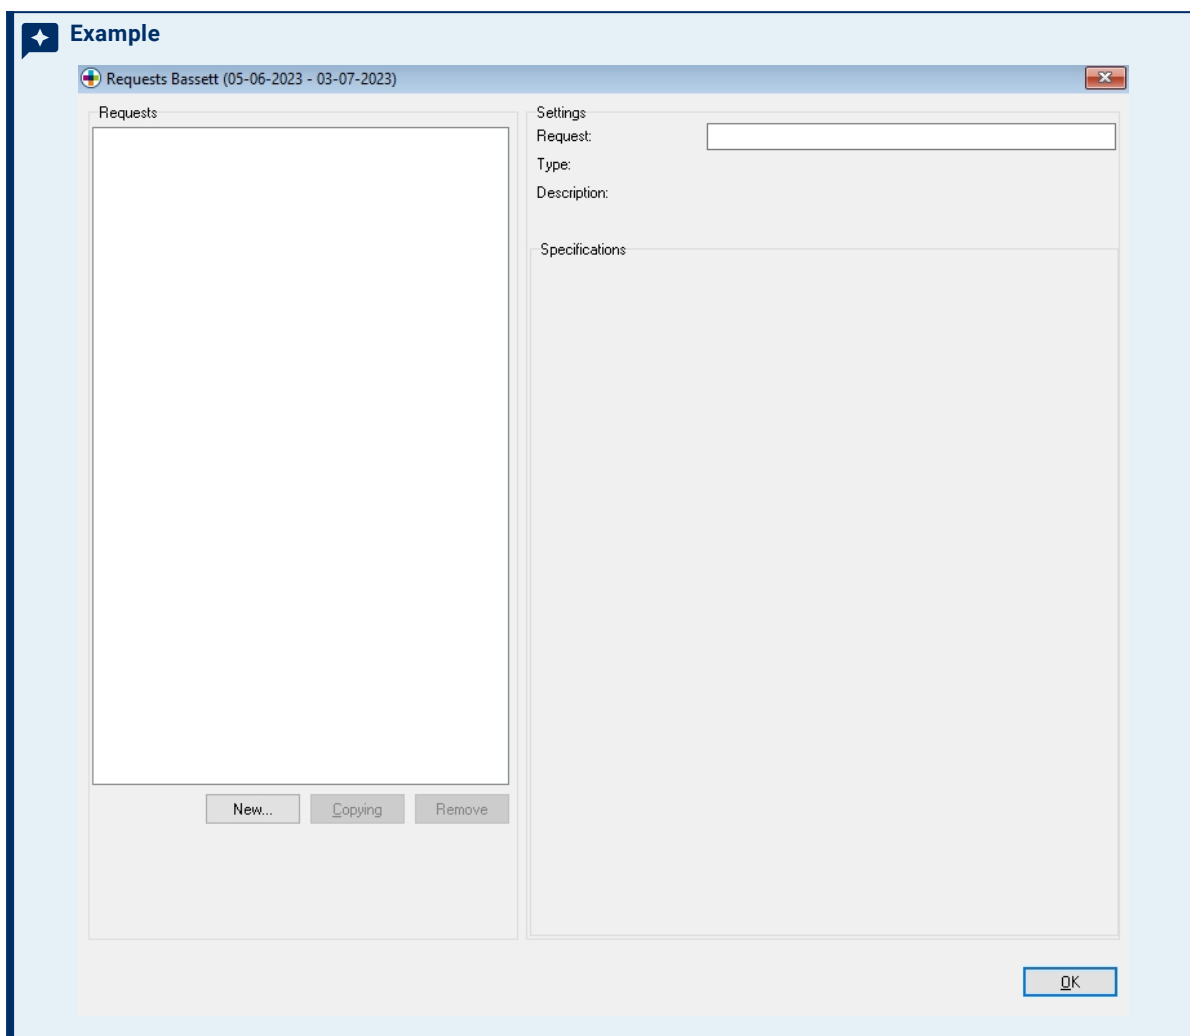 Example
Requests Bassett (05-06-2023 - 03-07-2023)
Requests
Settings
Request:
Type:
Description:
Specifications
New... Copying Remove
OK